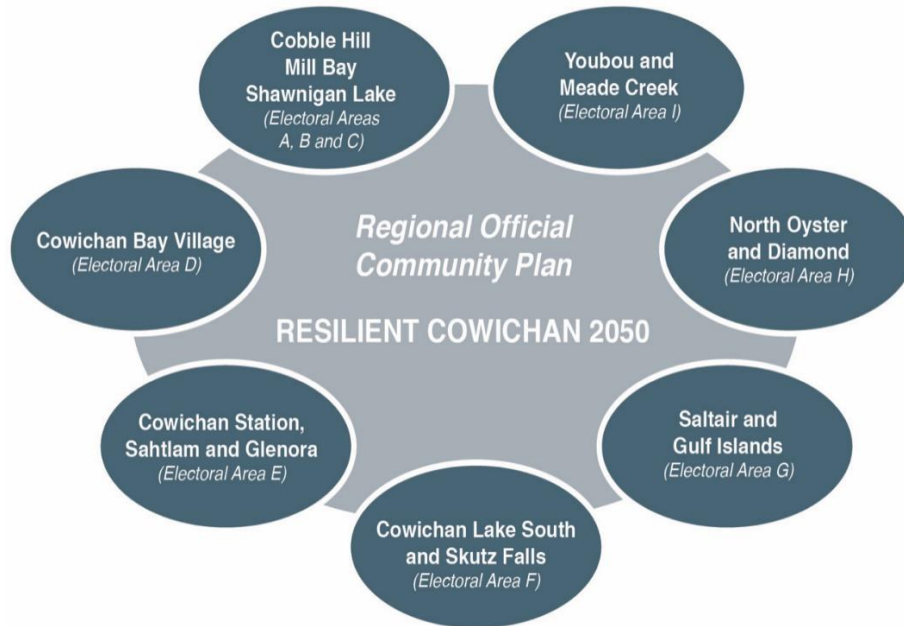 Cobble Hill
Mill Bay
Shawnigan Lake
(Electoral Areas
A, B and C)
Youbou and
Meade Creek
(Electoral Area I)
Cowichan Bay Village
(Electoral Area D)
Regional Official
Community Plan
North Oyster
and Diamond
(Electoral Area H)
RESILIENT COWICHAN 2050
Cowichan Station,
Sahtlam and Glenora
(Electoral Area E)
Saltair and
Gulf Islands
(Electoral Area G)
Cowichan Lake South
and Skutz Falls
(Electoral Area F)